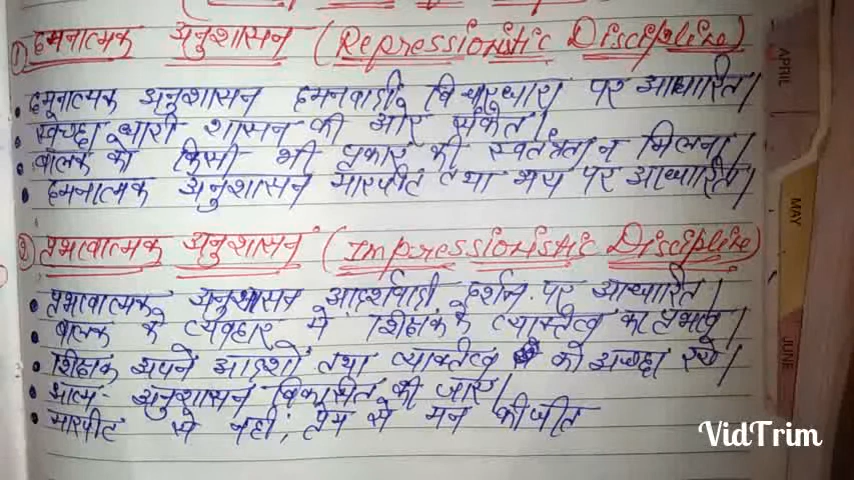 ① दमनात्मक अनुशासन (Repressionistic Discipline)
• दमनात्मक अनुशासन दमनवादी विचारधारा पर आधारित।
• स्वेच्छाचारी शासन की ओर संकेत।
• बालक को किसी भी प्रकार की स्वतंत्रता न मिलना।
• दमनात्मक अनुशासन मारपीट तथा भय पर आधारित।
② प्रभावात्मक अनुशासन (Impressionistic Discipline)
• प्रभावात्मक अनुशासन आदर्शवादी दर्शन पर आधारित।
• बालक के व्यवहार में शिक्षक के व्यक्तित्व का प्रभाव।
• शिक्षक अपने आदर्शो तथा व्यक्तित्व को अच्छा रखे।
• आत्म-अनुशासन विकसित की जाए।
• मारपीट से नहीं, प्रेम से मन की जीत
APRIL
MAY
JUNE
VidTrim